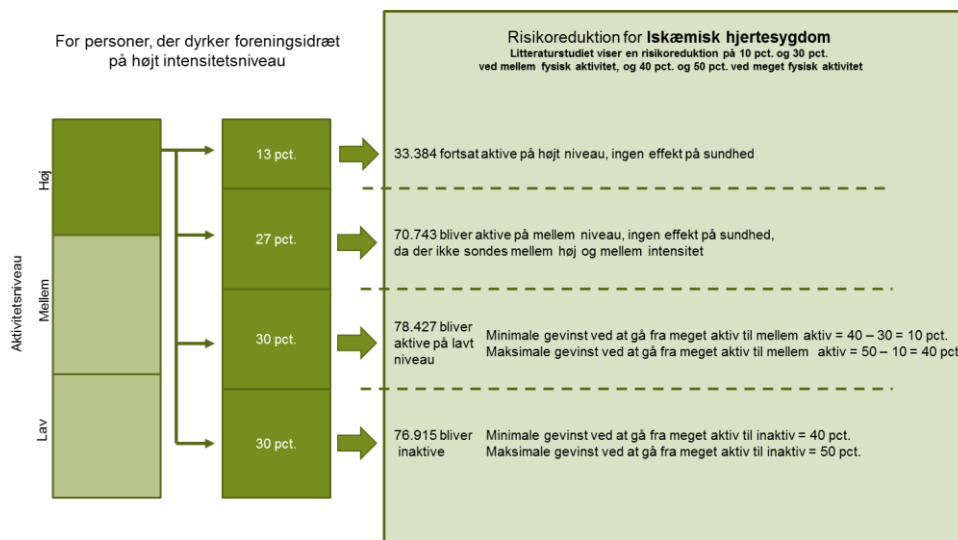 For personer, der dyrker foreningsidræt
på højt intensitetsniveau
Risikoreduktion for Iskæmisk hjertesygdom
Litteraturstudiet viser en risikoreduktion på 10 pct. og 30 pct.
ved mellem fysisk aktivitet, og 40 pct. og 50 pct. ved meget fysisk aktivitet
Aktivitetsniveau
Høj
Mellem
Lav
13 pct.
33.384 fortsat aktive på højt niveau, ingen effekt på sundhed
27 pct.
70.743 bliver aktive på mellem niveau, ingen effekt på sundhed,
da der ikke sondes mellem høj og mellem intensitet
30 pct.
78.427 bliver
aktive på lavt
niveau
Minimale gevinst ved at gå fra meget aktiv til mellem aktiv = 40 – 30 = 10 pct.
Maksimale gevinst ved at gå fra meget aktiv til mellem aktiv = 50 – 10 = 40 pct
30 pct.
76.915 bliver
inaktive
Minimale gevinst ved at gå fra meget aktiv til inaktiv = 40 pct.
Maksimale gevinst ved at gå fra meget aktiv til inaktiv = 50 pct.